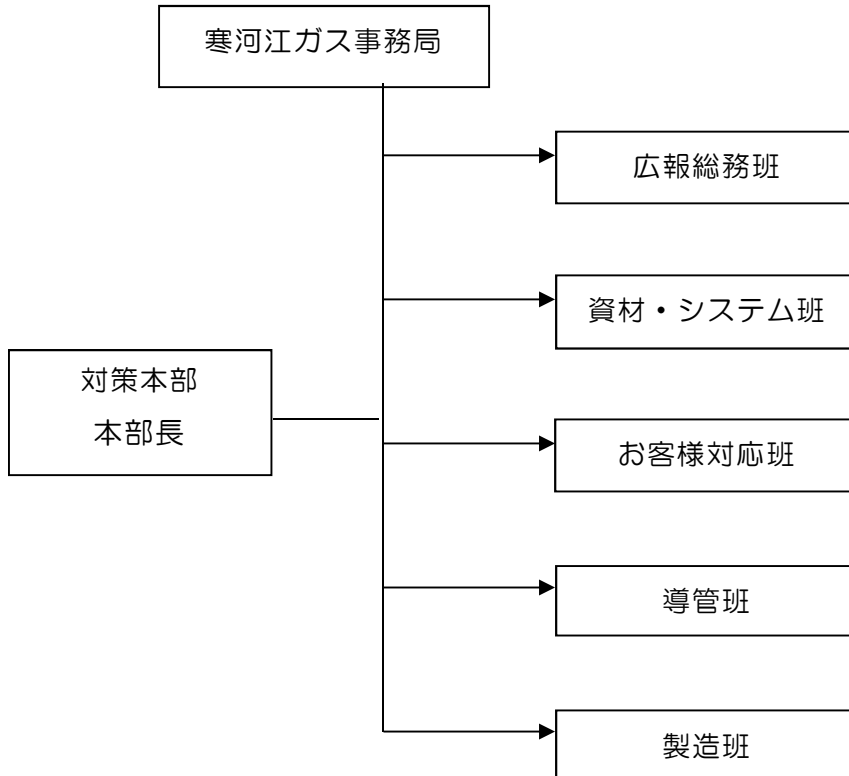 寒河江ガス事務局
広報総務班
資材・システム班
対策本部
本部長
お客様対応班
導管班
製造班